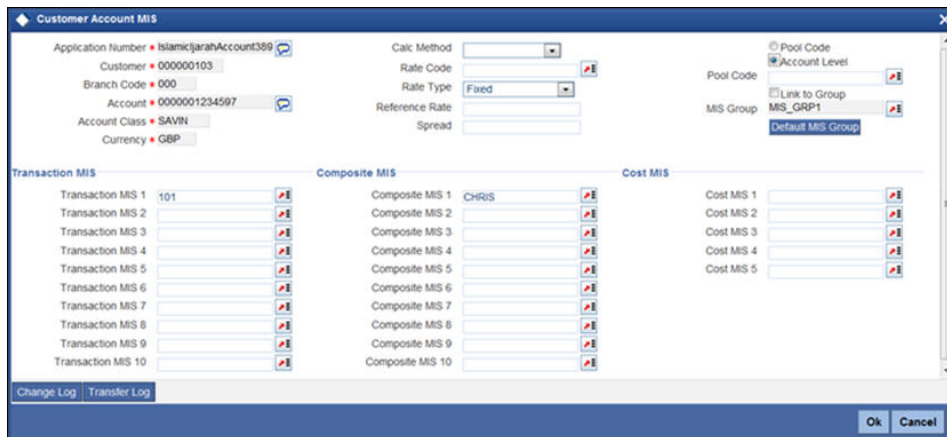 Customer Account MIS
Application Number * IslamicIjarahAccount389
Customer * 000000103
Branch Code * 000
Account * 0000001234597
Account Class * SAVIN
Currency * GBP
Calc Method
Rate Code
Rate Type Fixed
Reference Rate
Spread
Pool Code
Account Level
Pool Code
Link to Group
MIS Group MIS_GRP1
Default MIS Group
Transaction MIS
Transaction MIS 1 101
Transaction MIS 2
Transaction MIS 3
Transaction MIS 4
Transaction MIS 5
Transaction MIS 6
Transaction MIS 7
Transaction MIS 8
Transaction MIS 9
Transaction MIS 10
Composite MIS
Composite MIS 1 CHRIS
Composite MIS 2
Composite MIS 3
Composite MIS 4
Composite MIS 5
Composite MIS 6
Composite MIS 7
Composite MIS 8
Composite MIS 9
Composite MIS 10
Cost MIS
Cost MIS 1
Cost MIS 2
Cost MIS 3
Cost MIS 4
Cost MIS 5
Change Log Transfer Log
Ok Cancel